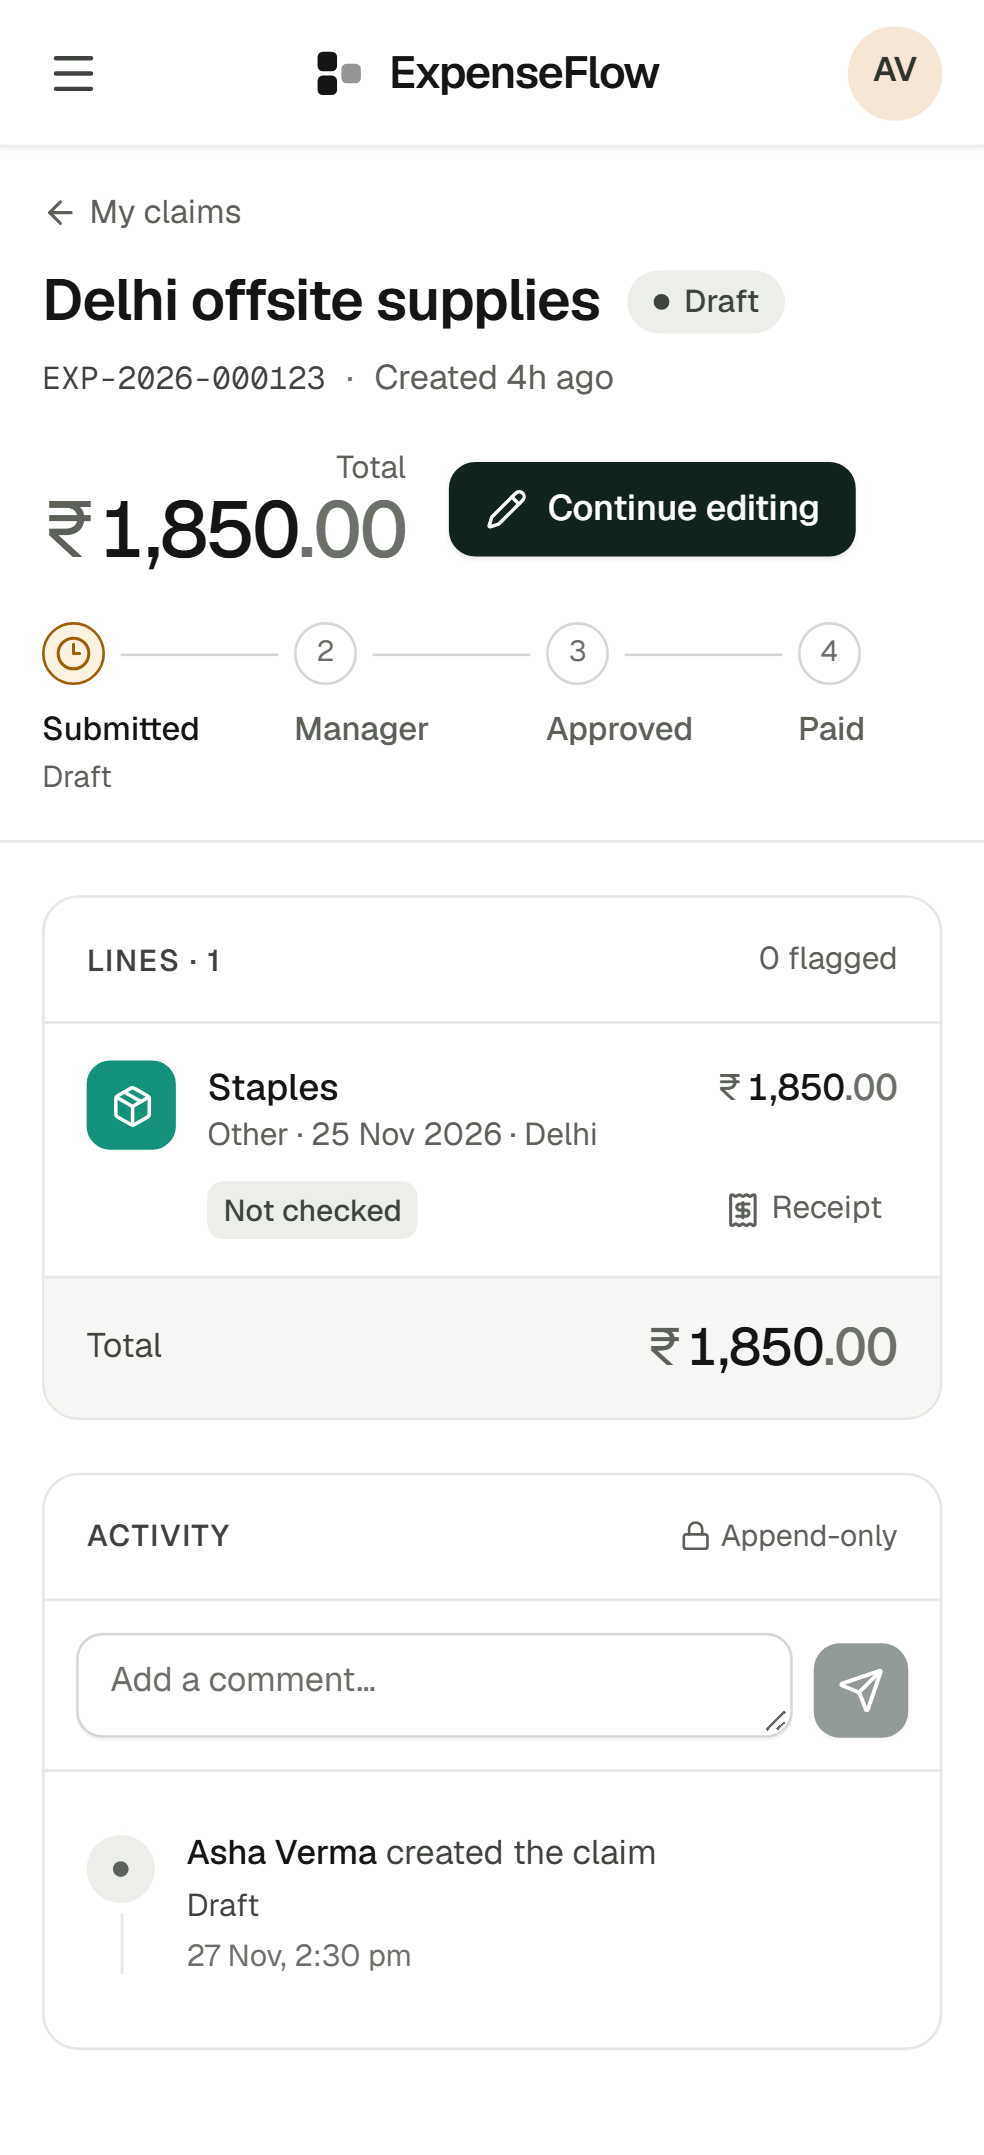 ExpenseFlow
AV
My claims
Delhi offsite supplies
Draft
EXP-2026-000123 · Created 4h ago
Total
₹1,850.00
Continue editing
2
3
4
Submitted
Manager
Approved
Paid
Draft
LINES · 1
0 flagged
Staples
₹1,850.00
Other · 25 Nov 2026 · Delhi
Not checked
Receipt
Total
₹1,850.00
ACTIVITY
Append-only
Add a comment...
Asha Verma created the claim
Draft
27 Nov, 2:30 pm